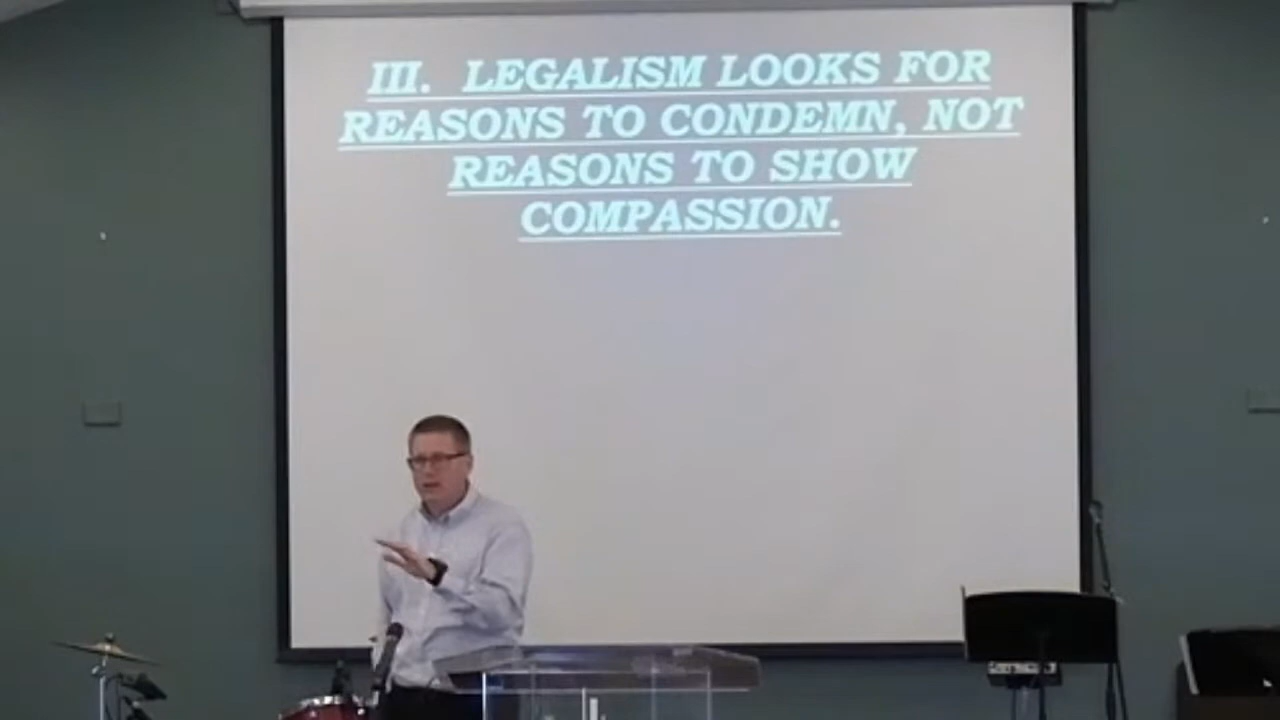 III. LEGALISM LOOKS FOR
REASONS TO CONDEMN, NOT
REASONS TO SHOW
COMPASSION.